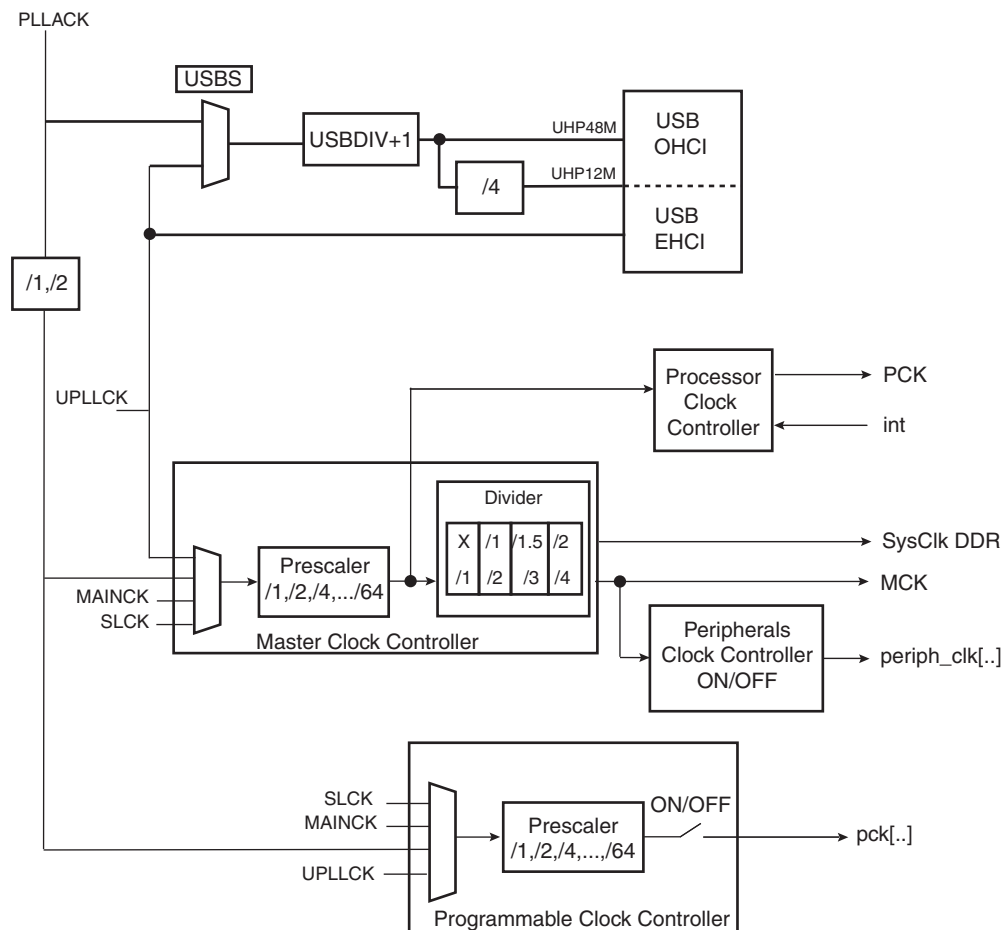 PLLACK
USBS
USBDIV+1
UHP48M
USB
OHCI
/4
UHP12M
USB
EHCI
/1,/2
UPLLCK
Processor
Clock
Controller
PCK
int
Divider
X /1 /1.5 /2
/1 /2 /3 /4
SysClk DDR
MCK
Prescaler
/1,/2,/4,.../64
MAINCK
SLCK
Master Clock Controller
Peripherals
Clock Controller
ON/OFF
periph_clk[..]
SLCK
MAINCK
UPLLCK
Prescaler
/1,/2,/4,...,/64
ON/OFF
pck[..]
Programmable Clock Controller